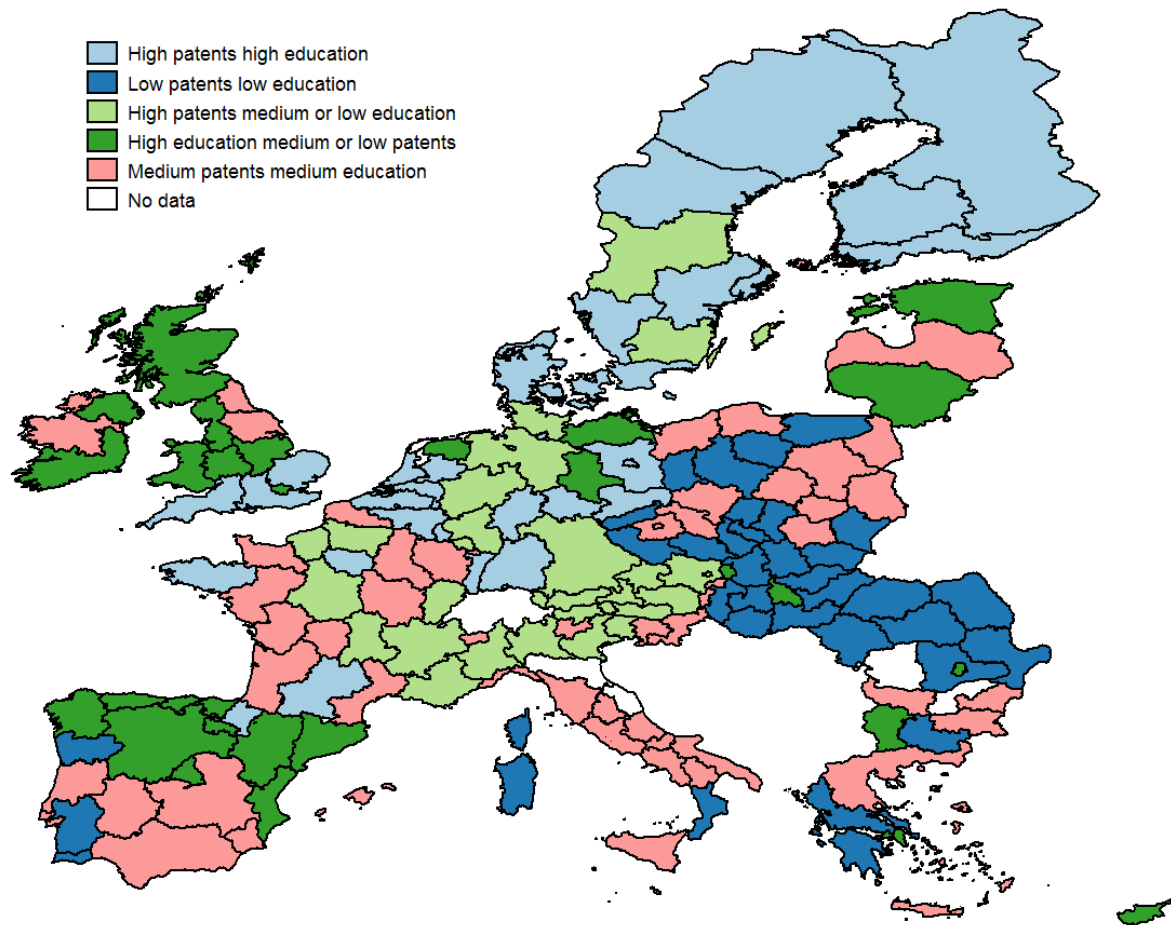 High patents high education
Low patents low education
High patents medium or low education
High education medium or low patents
Medium patents medium education
No data